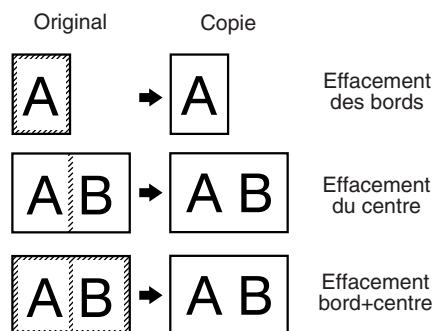 Original Copie
A A Effacement
des bords
A B A B Effacement
du centre
A B A B Effacement
bord+centre